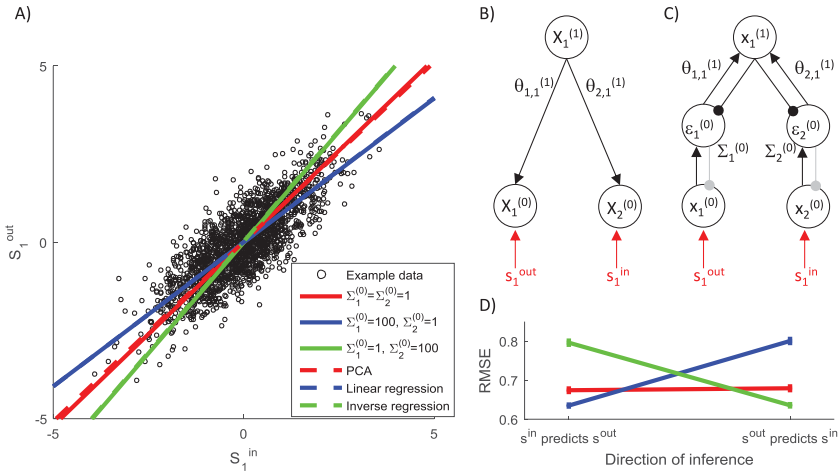 A)
5
0
-5
-5
0
5
S₁ᵒᵘᵗ
S₁ⁱⁿ
Example data
Σ₁⁽⁰⁾=Σ₂⁽⁰⁾=1
Σ₁⁽⁰⁾=100, Σ₂⁽⁰⁾=1
Σ₁⁽⁰⁾=1, Σ₂⁽⁰⁾=100
PCA
Linear regression
Inverse regression
B)
X₁⁽¹⁾
θ₁,₁⁽¹⁾ θ₂,₁⁽¹⁾
X₁⁽⁰⁾ X₂⁽⁰⁾
s₁ᵒᵘᵗ s₁ⁱⁿ
C)
x₁⁽¹⁾
θ₁,₁⁽¹⁾ θ₂,₁⁽¹⁾
ε₁⁽⁰⁾ ε₂⁽⁰⁾
Σ₁⁽⁰⁾ Σ₂⁽⁰⁾
x₁⁽⁰⁾ x₂⁽⁰⁾
s₁ᵒᵘᵗ s₁ⁱⁿ
D)
0.8
0.7
0.6
RMSE
sⁱⁿ predicts sᵒᵘᵗ sᵒᵘᵗ predicts sⁱⁿ
Direction of inference